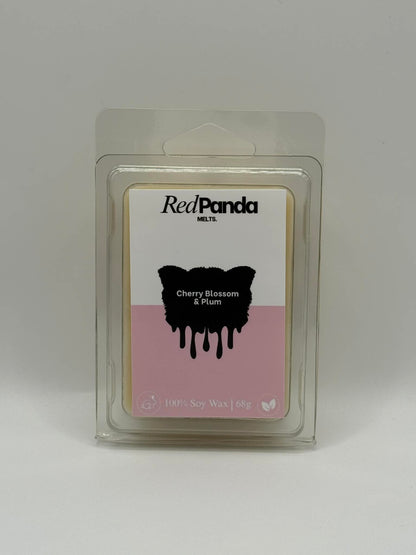 RedPanda
MELTS.
Cherry Blossom
& Plum
100% Soy Wax | 68g